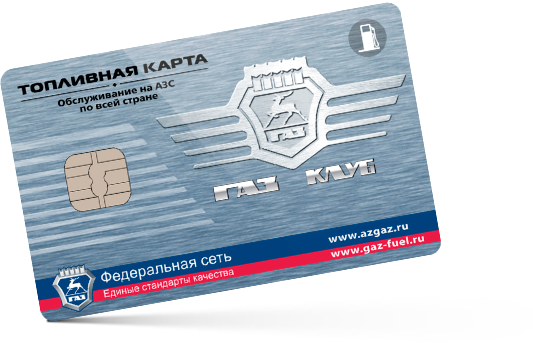 ТОПЛИВНАЯ КАРТА
Обслуживание на АЗС
по всей стране
ГАЗ
ГАЗ КЛУБ
www.azgaz.ru
www.gaz-fuel.ru
Федеральная сеть
Единые стандарты качества
ГАЗ